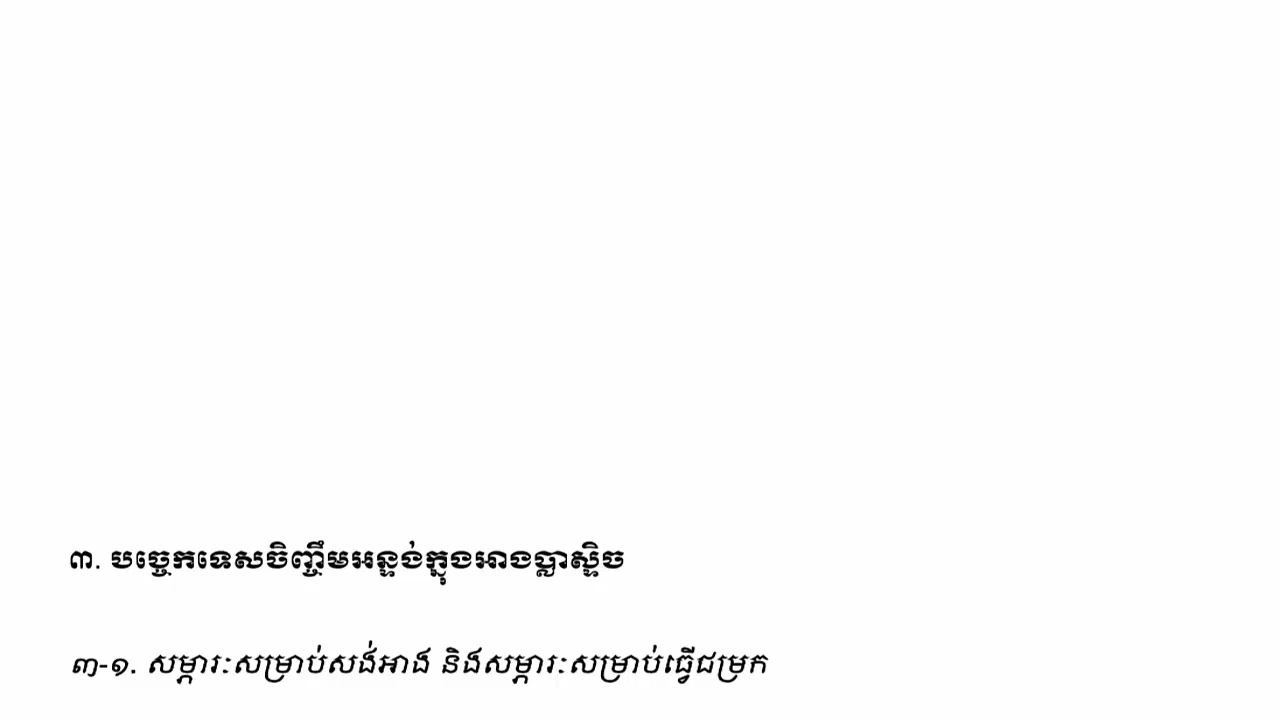 ៣. បច្ចេកទេសចិញ្ចឹមអន្ទង់ក្នុងអាងប្លាស្ទិច
៣-១. សម្ភារៈសម្រាប់សង់អាង និងសម្ភារៈសម្រាប់ធ្វើជម្រក